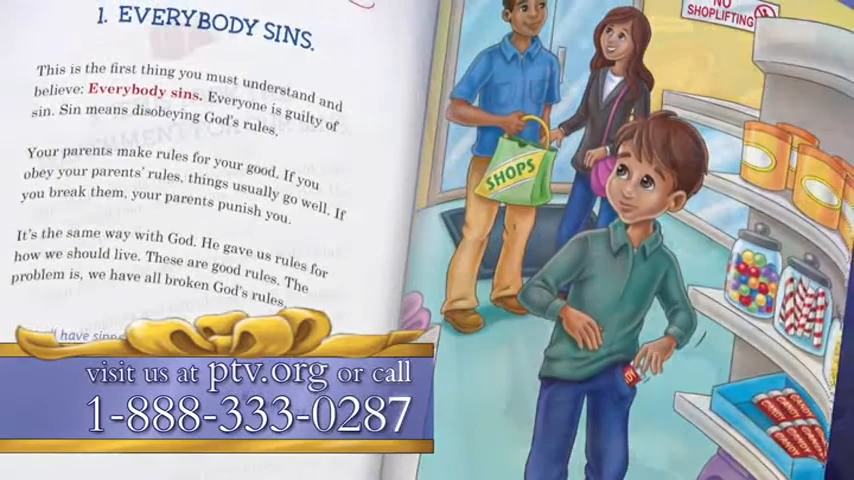 1. EVERYBODY SINS.
This is the first thing you must understand and
believe: Everybody sins. Everyone is guilty of
sin. Sin means disobeying God's rules.
Your parents make rules for your good. If you
obey your parents' rules, things usually go well. If
you break them, your parents punish you.
It's the same way with God. He gave us rules for
how we should live. These are good rules. The
problem is, we have all broken God's rules.
have
visit us at ptv.org or call
1-888-333-0287
NO
SHOPLIFTING
SHOPS
CANDY
CANDY
CANDY